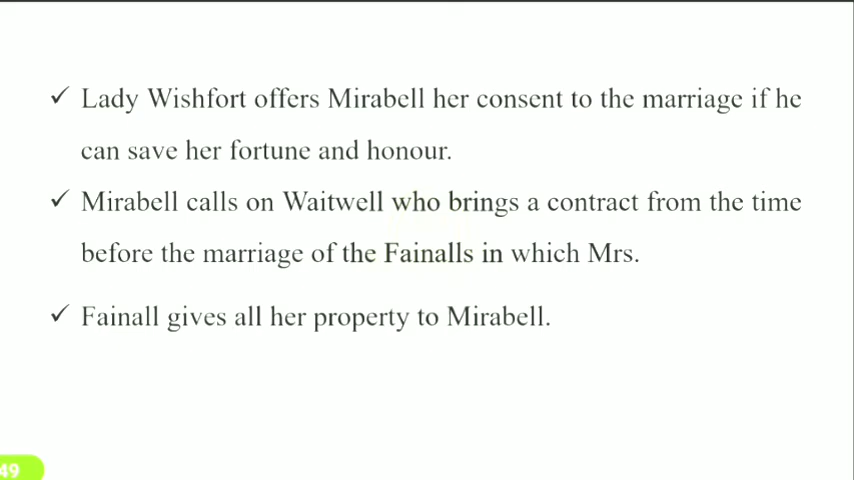 ✓ Lady Wishfort offers Mirabell her consent to the marriage if he
can save her fortune and honour.
✓ Mirabell calls on Waitwell who brings a contract from the time
before the marriage of the Fainalls in which Mrs.
✓ Fainall gives all her property to Mirabell.
49